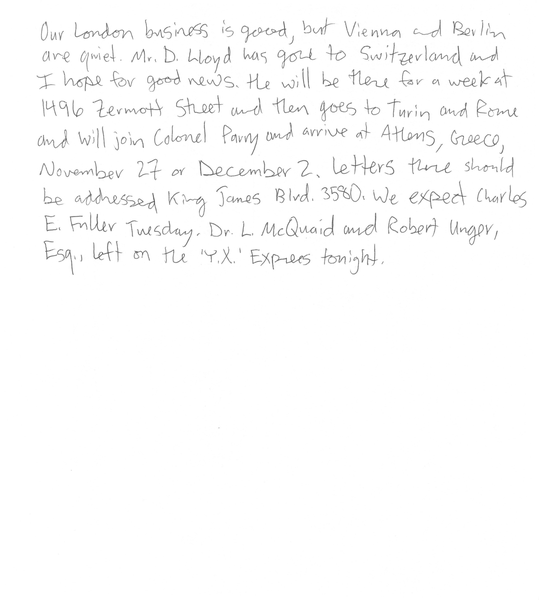 Our London business is good, but Vienna and Berlin
are quiet. Mr. D. Lloyd has gone to Switzerland and
I hope for good news. He will be there for a week at
1496 Zermott Street and then goes to Turin and Rome
and will join Colonel Parry and arrive at Athens, Greece,
November 27 or December 2. Letters there should
be addressed King James Blvd. 3580. We expect Charles
E. Fuller Tuesday. Dr. L. McQuaid and Robert Unger,
Esq., left on the 'Y.X.' Express tonight.